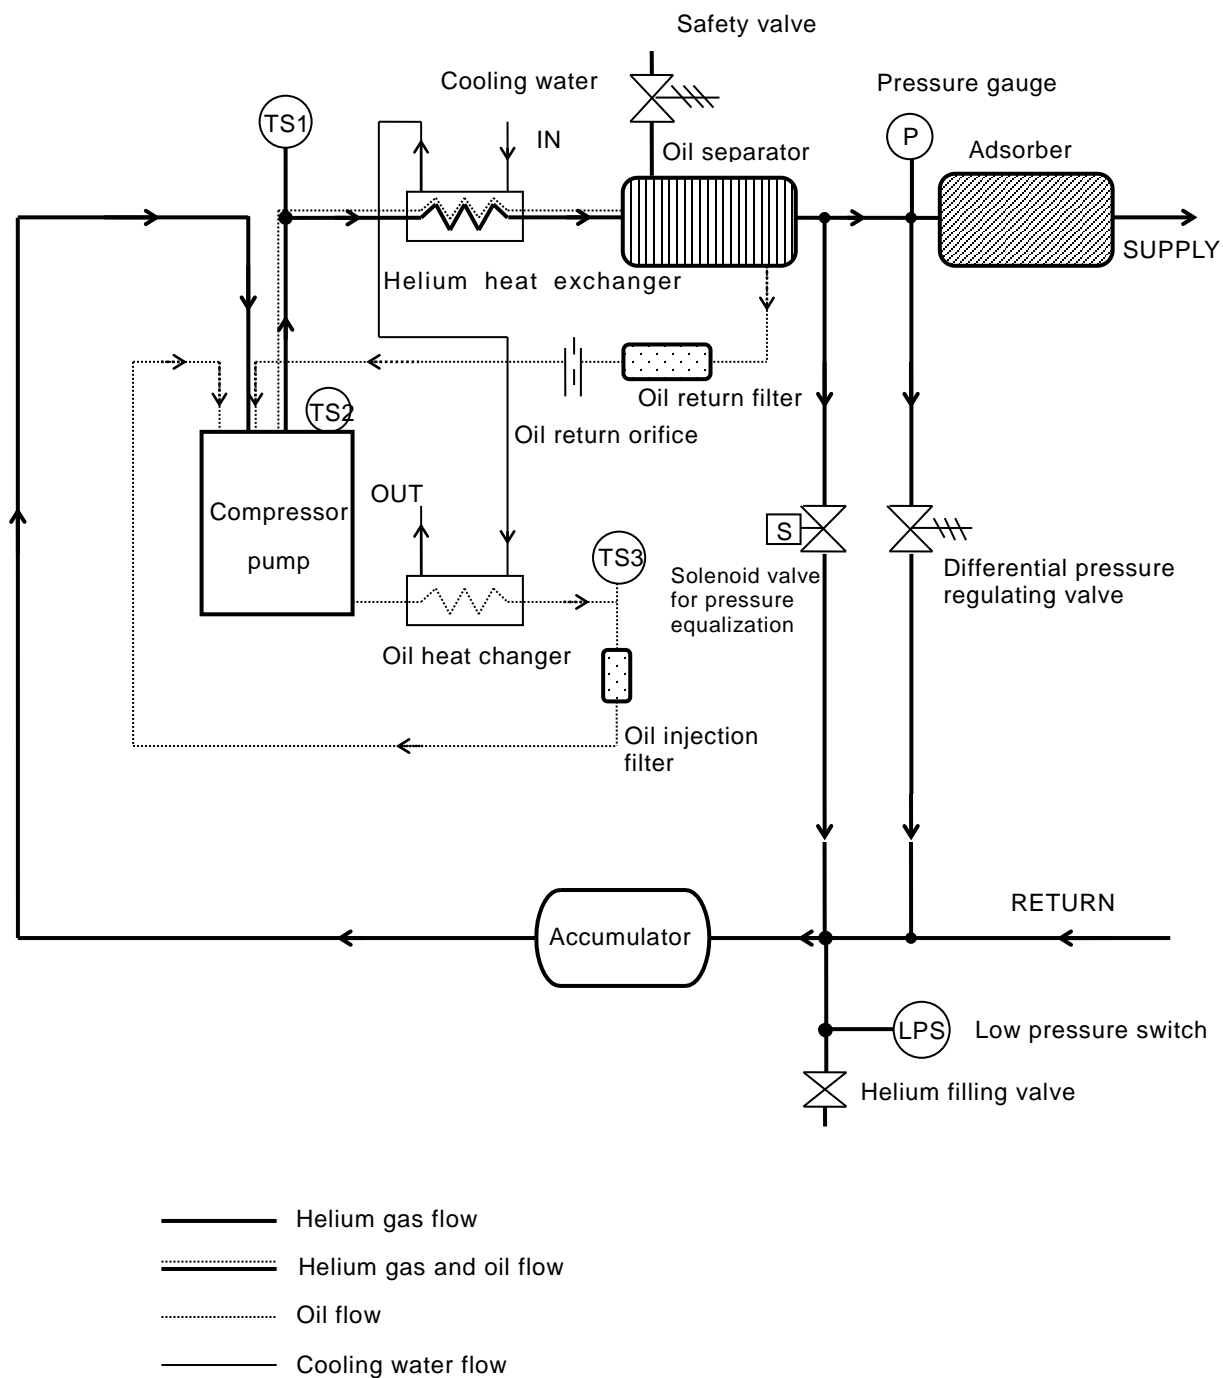 Safety valve
Cooling water
Pressure gauge
TS1
IN
P
Oil separator
Adsorber
SUPPLY
Helium heat exchanger
Oil return filter
TS2
Oil return orifice
OUT
Compressor
pump
S
TS3
Solenoid valve
for pressure
equalization
Differential pressure
regulating valve
Oil heat changer
Oil injection
filter
RETURN
Accumulator
LPS
Low pressure switch
Helium filling valve
Helium gas flow
Helium gas and oil flow
Oil flow
Cooling water flow